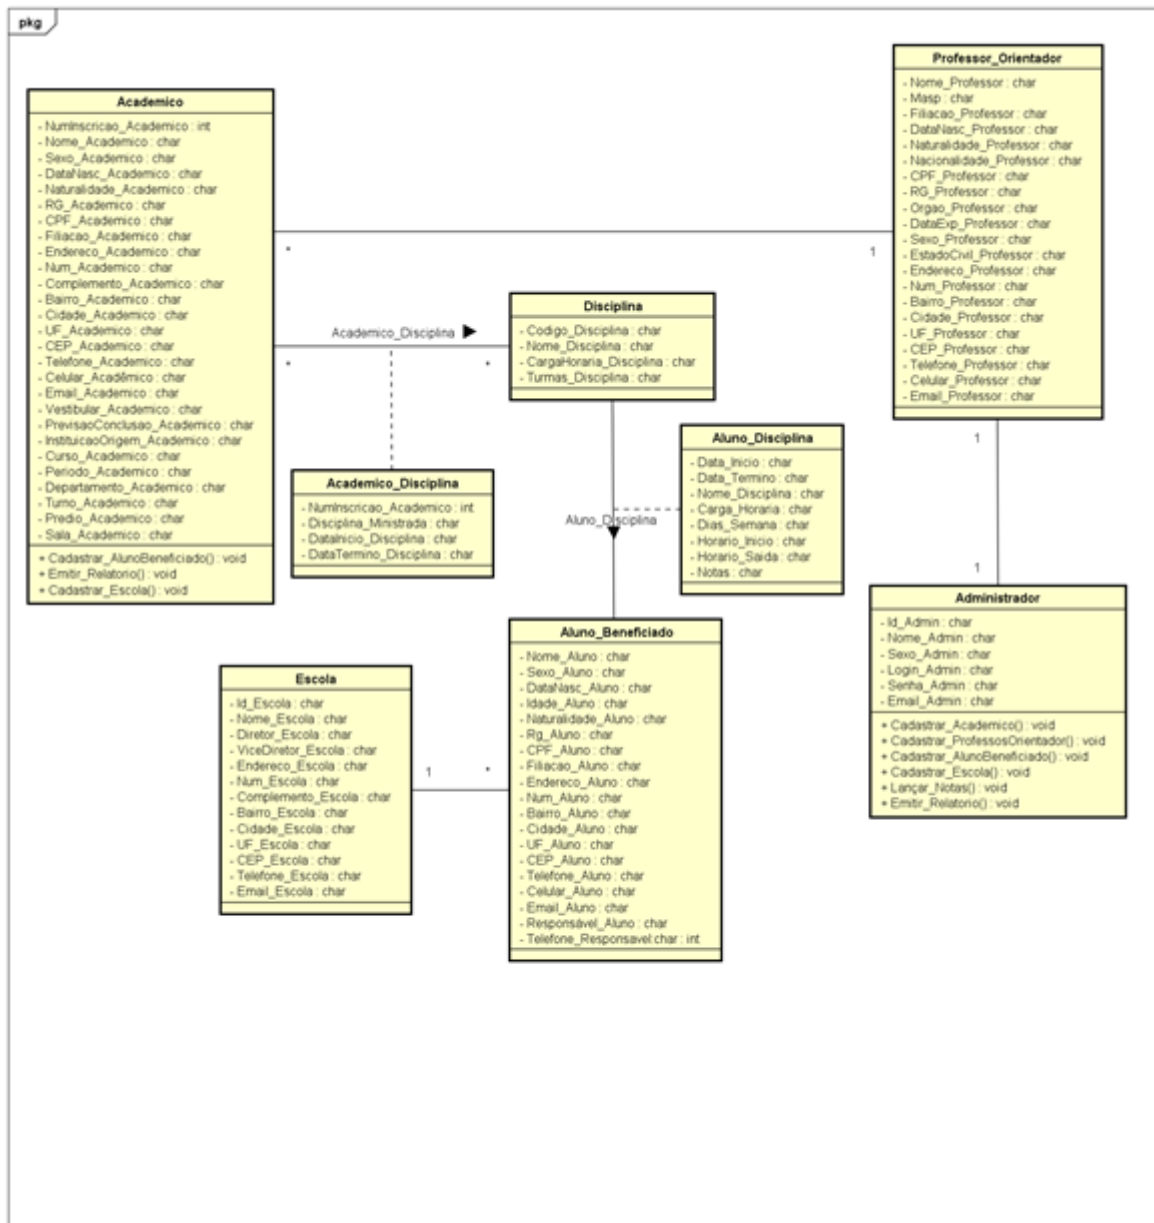 pkg
Academico
- NumInscricao_Academico : int
- Nome_Academico : char
- Sexo_Academico : char
- DataNasc_Academico : char
- Naturalidade_Academico : char
- RG_Academico : char
- CPF_Academico : char
- Filiacao_Academico : char
- Endereco_Academico : char
- Num_Academico : char
- Complemento_Academico : char
- Bairro_Academico : char
- Cidade_Academico : char
- UF_Academico : char
- CEP_Academico : char
- Telefone_Academico : char
- Celular_Acadêmico : char
- Email_Academico : char
- Vestibular_Academico : char
- PrevisaoConclusao_Academico : char
- InstituicaoOrigem_Academico : char
- Curso_Academico : char
- Periodo_Academico : char
- Departamento_Academico : char
- Turno_Academico : char
- Predio_Academico : char
- Sala_Academico : char
+ Cadastrar_AlunoBeneficiado() : void
+ Emitir_Relatorio() : void
+ Cadastrar_Escola() : void
Professor_Orientador
- Nome_Professor : char
- Masp : char
- Filiacao_Professor : char
- DataNasc_Professor : char
- Naturalidade_Professor : char
- Nacionalidade_Professor : char
- CPF_Professor : char
- RG_Professor : char
- Orgao_Professor : char
- DataExp_Professor : char
- Sexo_Professor : char
- EstadoCivil_Professor : char
- Endereco_Professor : char
- Num_Professor : char
- Bairro_Professor : char
- Cidade_Professor : char
- UF_Professor : char
- CEP_Professor : char
- Telefone_Professor : char
- Celular_Professor : char
- Email_Professor : char
*
1
Academico_Disciplina
*
*
Disciplina
- Codigo_Disciplina : char
- Nome_Disciplina : char
- CargaHoraria_Disciplina : char
- Turmas_Disciplina : char
Academico_Disciplina
- NumInscricao_Academico : int
- Disciplina_Ministrada : char
- DataInicio_Disciplina : char
- DataTermino_Disciplina : char
Aluno_Disciplina
Aluno_Disciplina
- Data_Inicio : char
- Data_Termino : char
- Nome_Disciplina : char
- Carga_Horaria : char
- Dias_Semana : char
- Horario_Inicio : char
- Horario_Saida : char
- Notas : char
1
1
Administrador
- Id_Admin : char
- Nome_Admin : char
- Sexo_Admin : char
- Login_Admin : char
- Senha_Admin : char
- Email_Admin : char
+ Cadastrar_Academico() : void
+ Cadastrar_ProfessosOrientador() : void
+ Cadastrar_AlunoBeneficiado() : void
+ Cadastrar_Escola() : void
+ Lançar_Notas() : void
+ Emitir_Relatorio() : void
Escola
- Id_Escola : char
- Nome_Escola : char
- Diretor_Escola : char
- ViceDiretor_Escola : char
- Endereco_Escola : char
- Num_Escola : char
- Complemento_Escola : char
- Bairro_Escola : char
- Cidade_Escola : char
- UF_Escola : char
- CEP_Escola : char
- Telefone_Escola : char
- Email_Escola : char
1
*
Aluno_Beneficiado
- Nome_Aluno : char
- Sexo_Aluno : char
- DataNasc_Aluno : char
- Idade_Aluno : char
- Naturalidade_Aluno : char
- Rg_Aluno : char
- CPF_Aluno : char
- Filiacao_Aluno : char
- Endereco_Aluno : char
- Num_Aluno : char
- Bairro_Aluno : char
- Cidade_Aluno : char
- UF_Aluno : char
- CEP_Aluno : char
- Telefone_Aluno : char
- Celular_Aluno : char
- Email_Aluno : char
- Responsável_Aluno : char
- Telefone_Responsavel:char : int